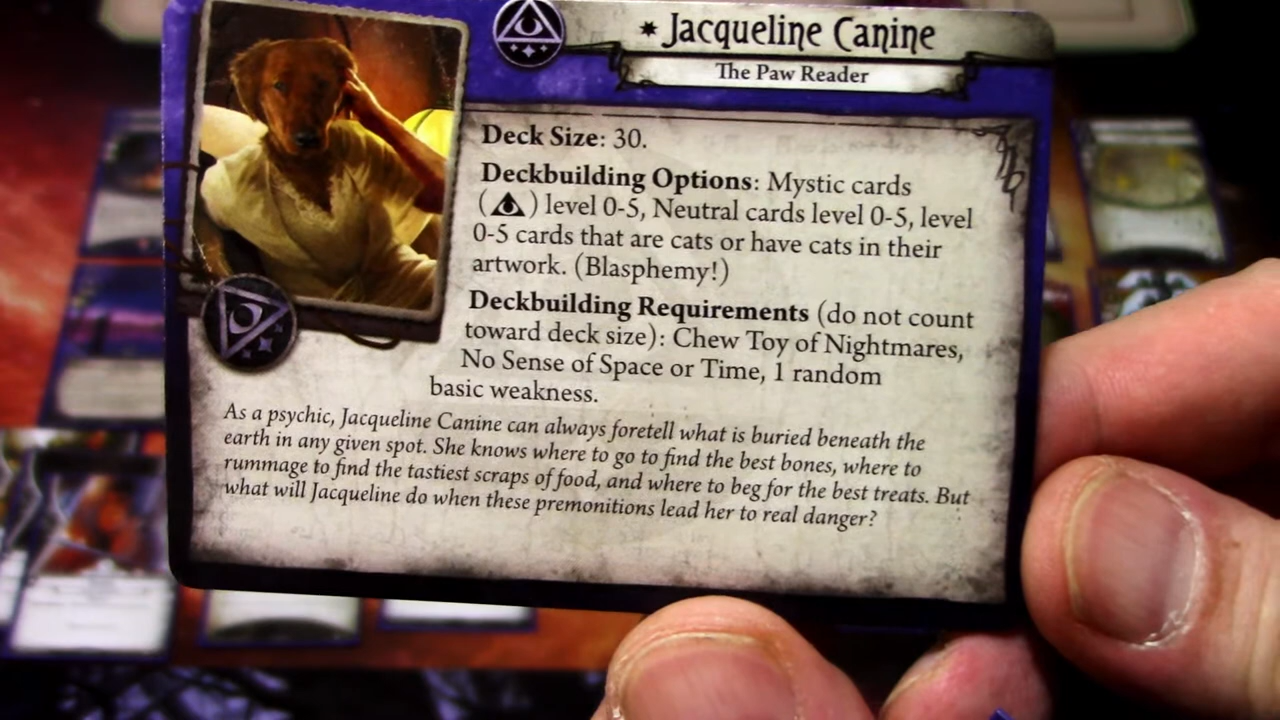 Jacqueline Canine
The Paw Reader
Deck Size: 30.
Deckbuilding Options: Mystic cards
( ) level 0-5, Neutral cards level 0-5, level
0-5 cards that are cats or have cats in their
artwork. (Blasphemy!)
Deckbuilding Requirements (do not count
toward deck size): Chew Toy of Nightmares,
No Sense of Space or Time, 1 random
basic weakness.
As a psychic, Jacqueline Canine can always foretell what is buried beneath the
earth in any given spot. She knows where to go to find the best bones, where to
rummage to find the tastiest scraps of food, and where to beg for the best treats. But
what will Jacqueline do when these premonitions lead her to real danger?